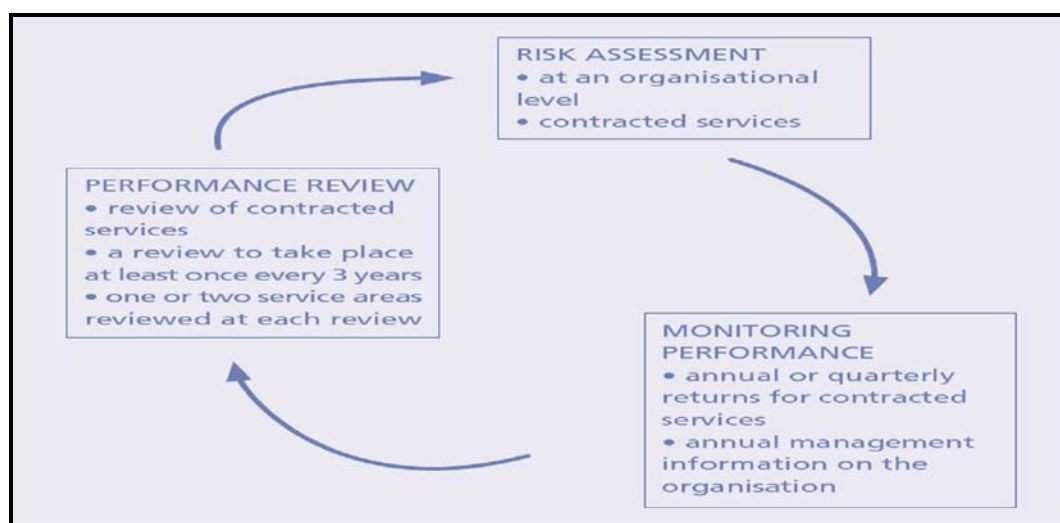 RISK ASSESSMENT
• at an organisational
level
• contracted services
PERFORMANCE REVIEW
• review of contracted
services
• a review to take place
at least once every 3 years
• one or two service areas
reviewed at each review
MONITORING
PERFORMANCE
• annual or quarterly
returns for contracted
services
• annual management
information on the
organisation